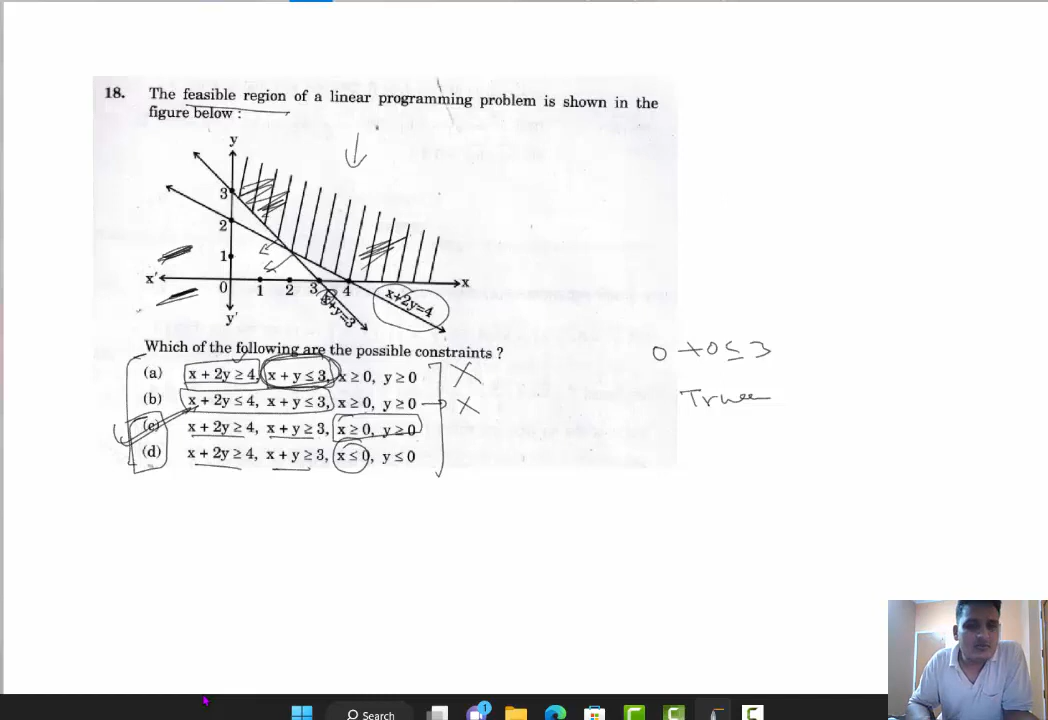 18. The feasible region of a linear programming problem is shown in the
figure below :
y
3
2
1
x' 0 1 2 3 4 x
y'
x+2y=4
x+y=3
Which of the following are the possible constraints ?
(a) x + 2y ≥ 4, x + y ≤ 3, x ≥ 0, y ≥ 0
(b) x + 2y ≤ 4, x + y ≤ 3, x ≥ 0, y ≥ 0
(c) x + 2y ≥ 4, x + y ≥ 3, x ≥ 0, y ≥ 0
(d) x + 2y ≥ 4, x + y ≥ 3, x ≤ 0, y ≤ 0
0 + 0 ≤ 3
True
1
Search